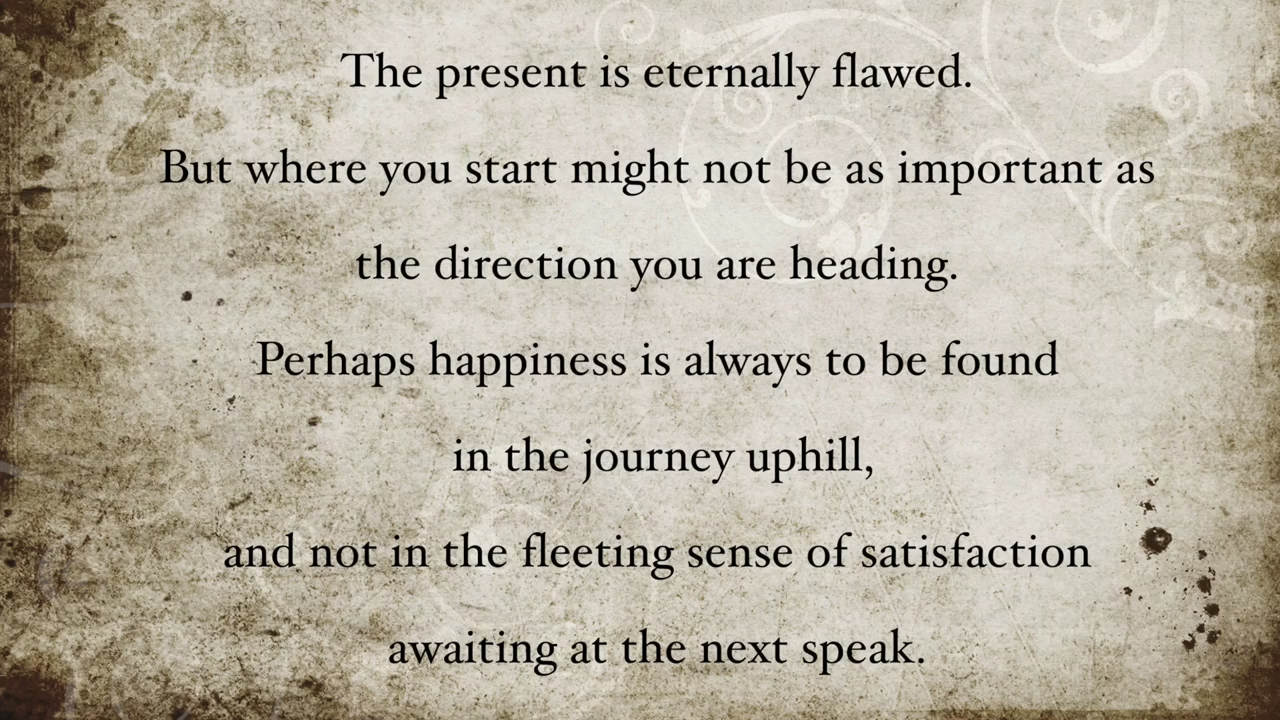 The present is eternally flawed.
But where you start might not be as important as
the direction you are heading.
Perhaps happiness is always to be found
in the journey uphill,
and not in the fleeting sense of satisfaction
awaiting at the next speak.